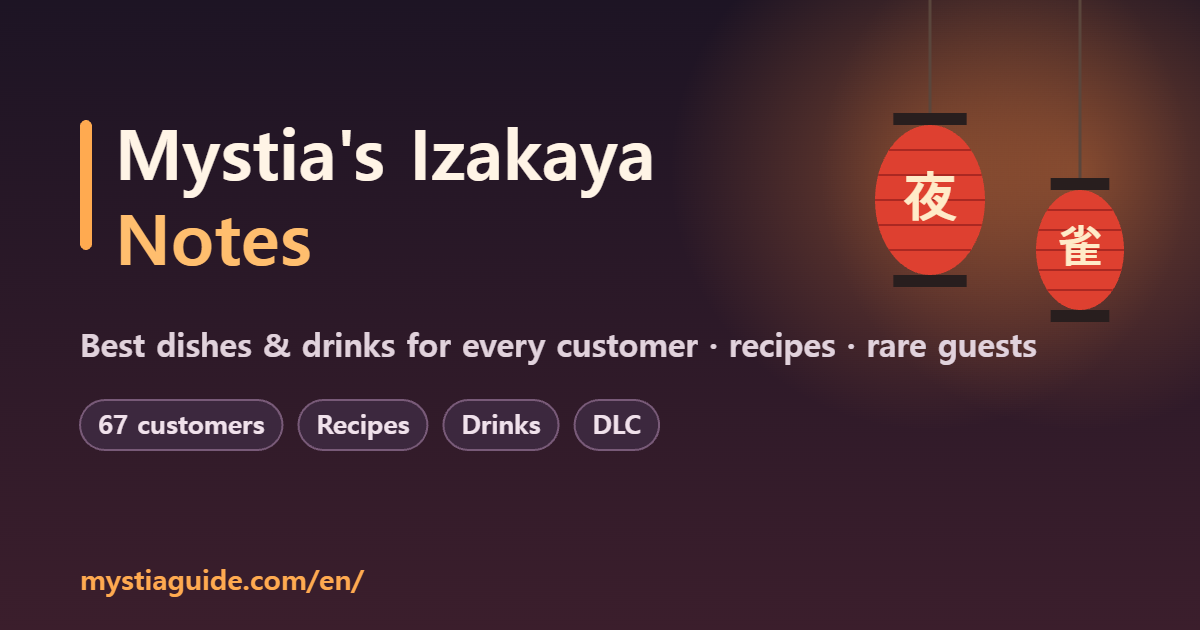 Mystia's Izakaya
Notes
夜
雀
Best dishes & drinks for every customer · recipes · rare guests
67 customers
Recipes
Drinks
DLC
mystiaguide.com/en/